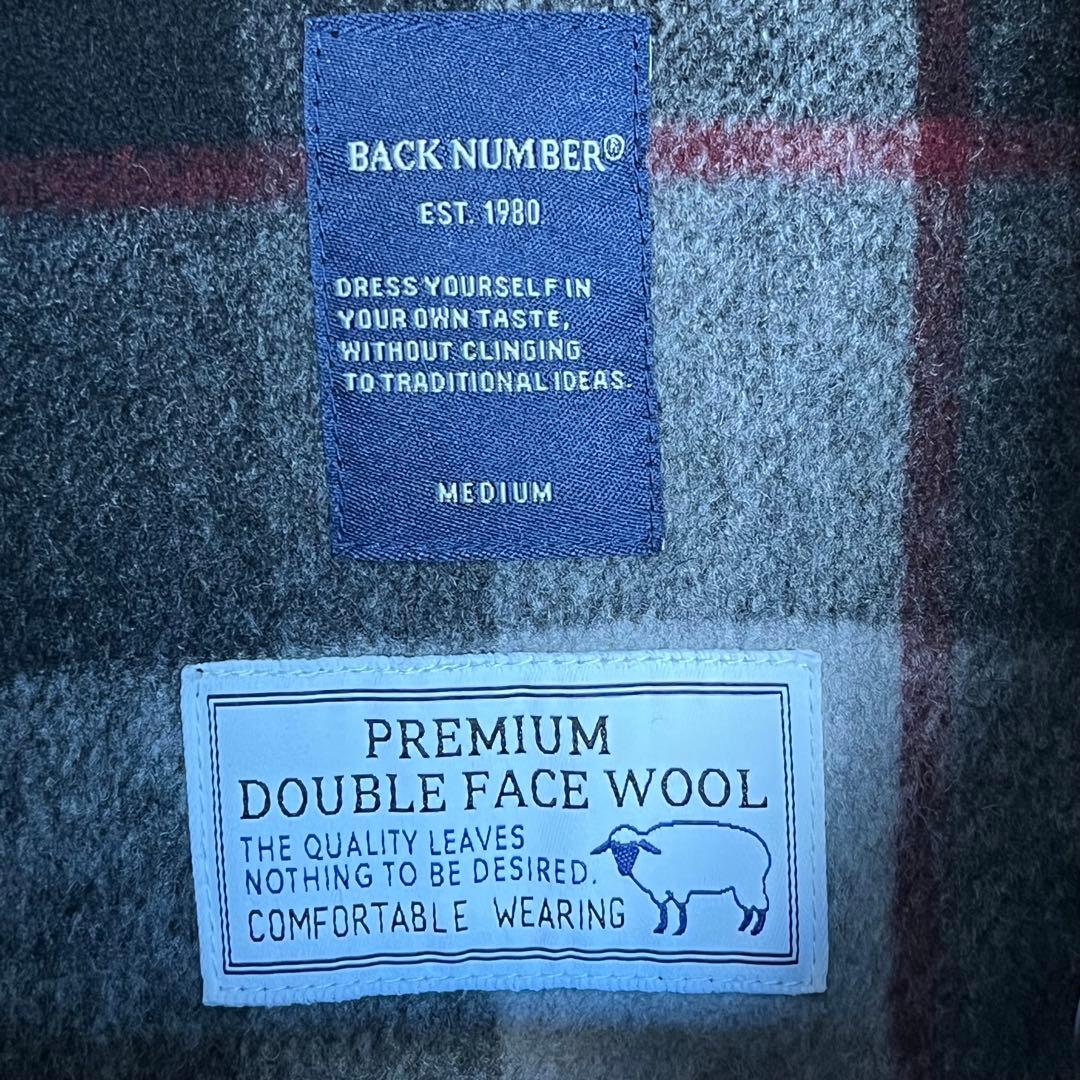 BACK NUMBER®
EST. 1980
DRESS YOURSELF IN
YOUR OWN TASTE,
WITHOUT CLINGING
TO TRADITIONAL IDEAS.
MEDIUM
PREMIUM
DOUBLE FACE WOOL
THE QUALITY LEAVES
NOTHING TO BE DESIRED.
COMFORTABLE WEARING